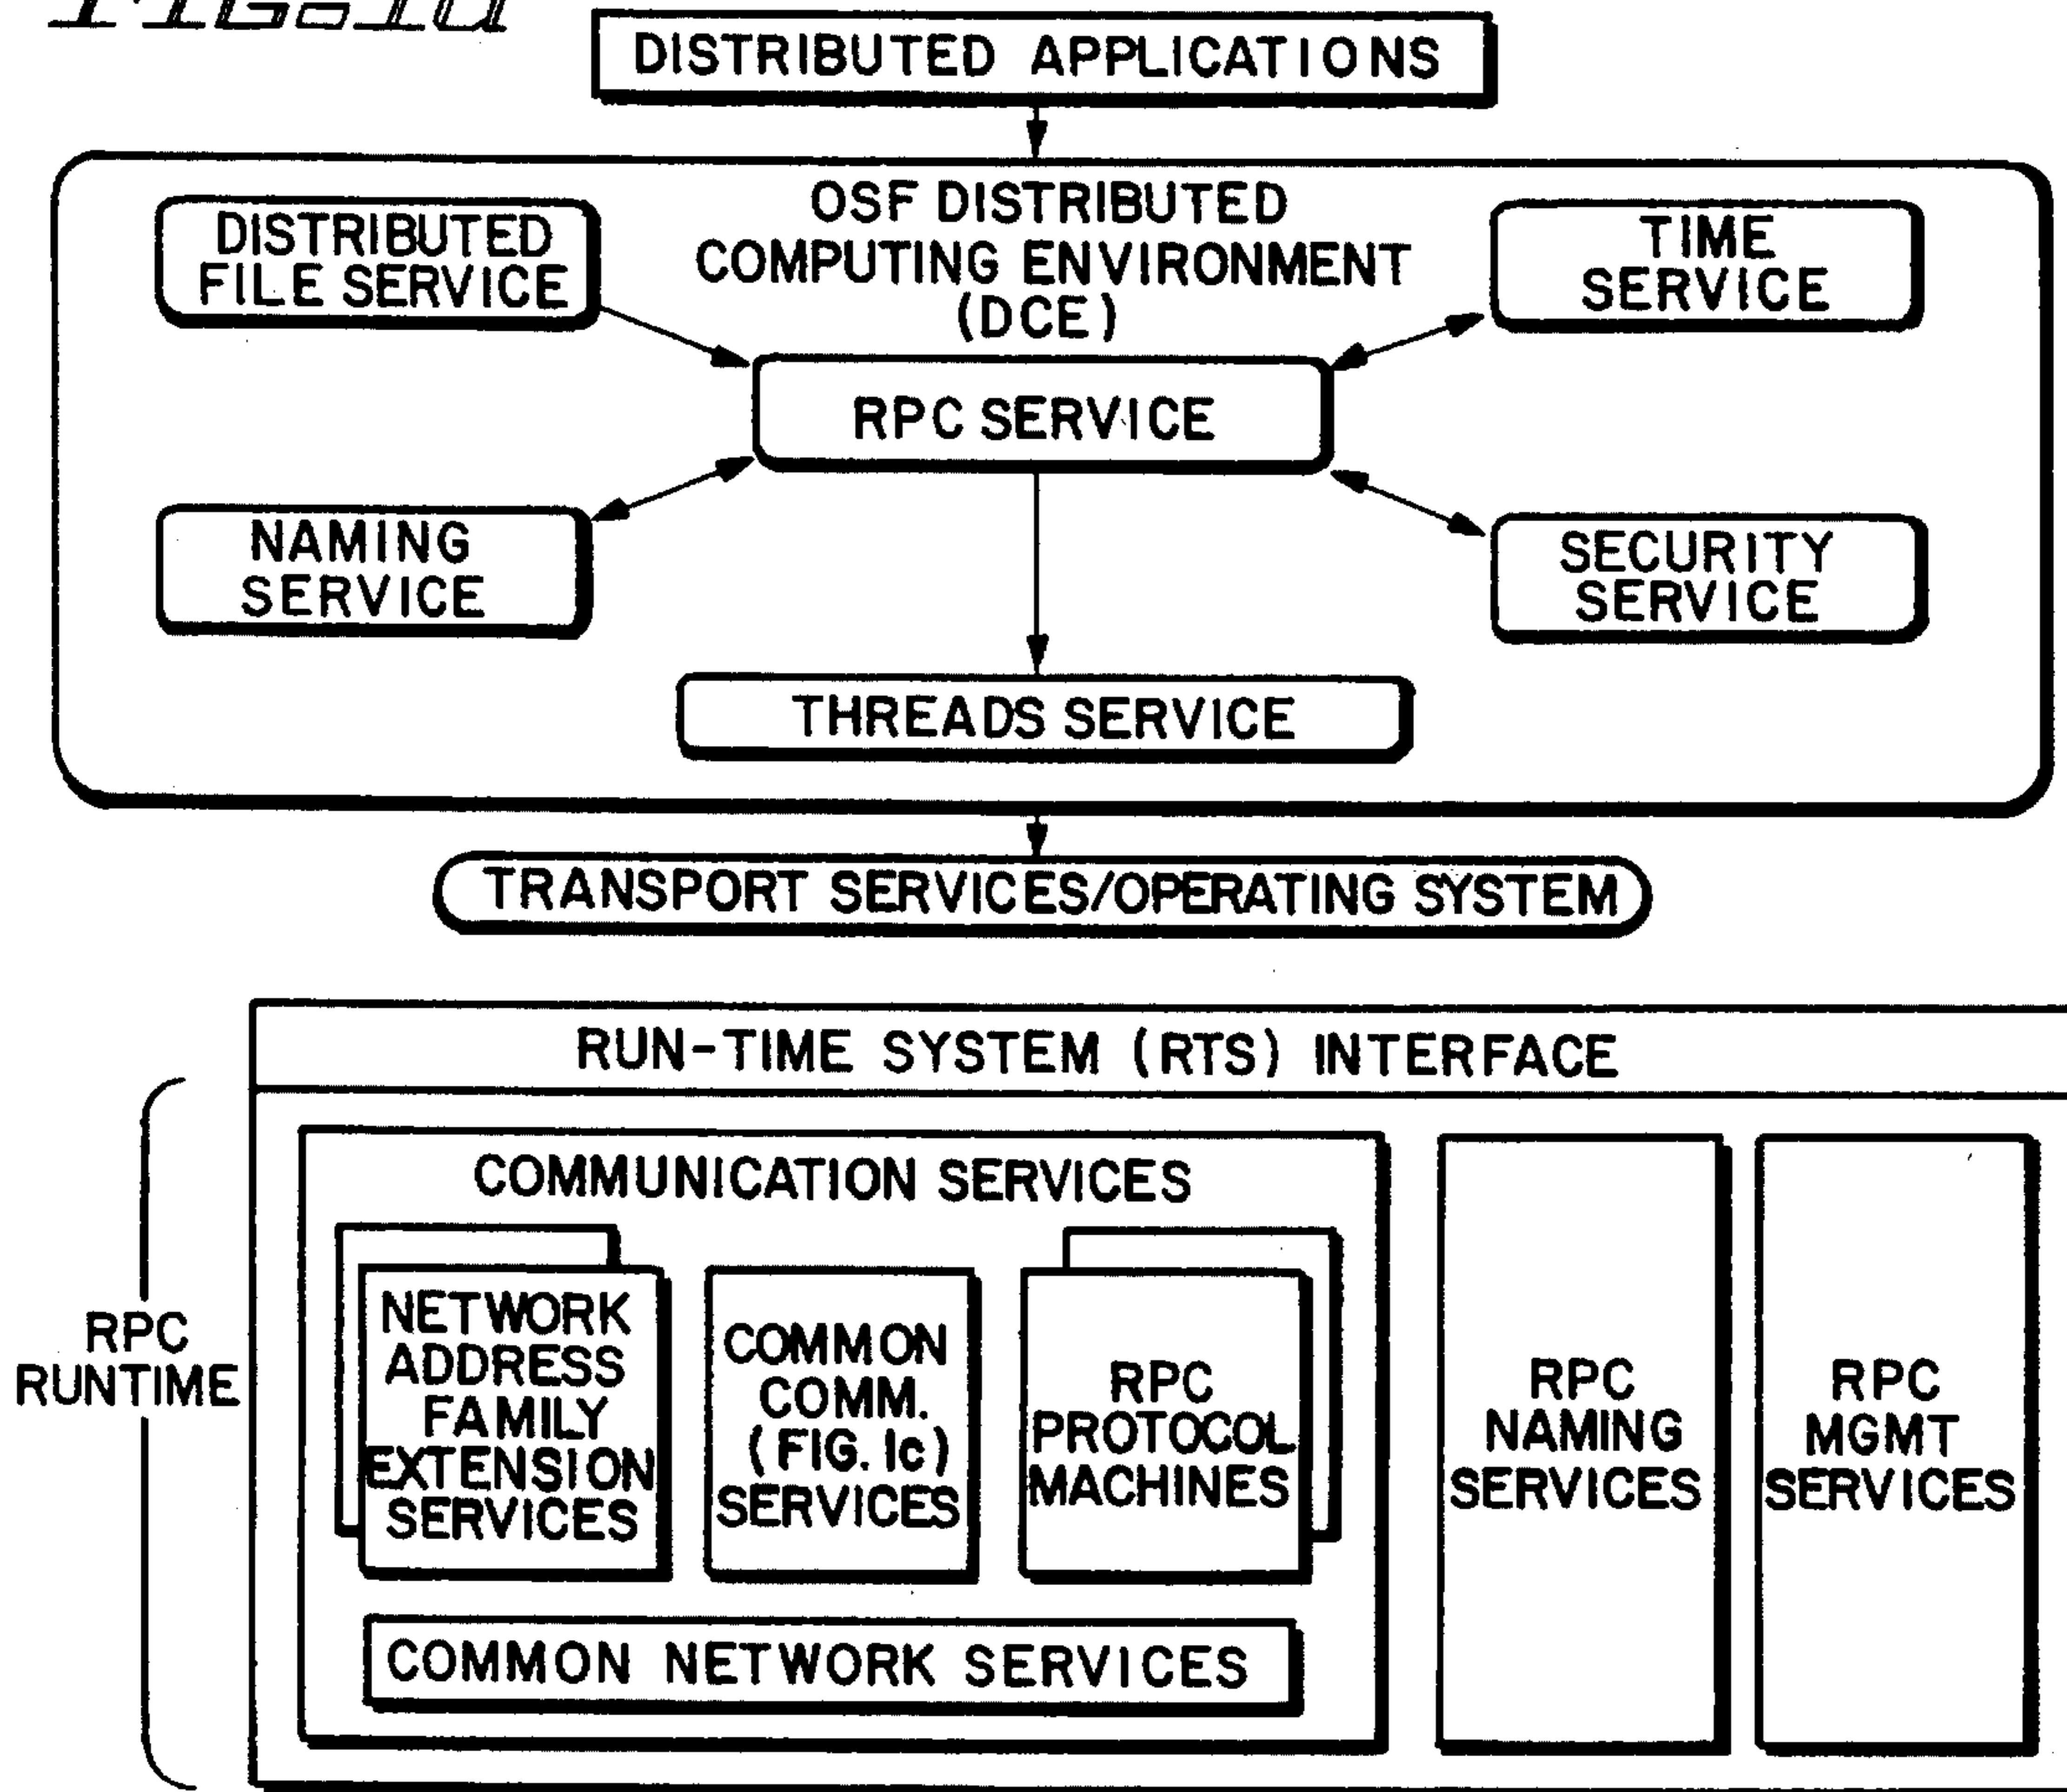 DISTRIBUTED APPLICATIONS
OSF DISTRIBUTED
COMPUTING ENVIRONMENT
(DCE)
DISTRIBUTED
FILE SERVICE
TIME
SERVICE
RPC SERVICE
NAMING
SERVICE
SECURITY
SERVICE
THREADS SERVICE
TRANSPORT SERVICES/OPERATING SYSTEM
RUN-TIME SYSTEM (RTS) INTERFACE
RPC
RUNTIME
COMMUNICATION SERVICES
NETWORK
ADDRESS
FAMILY
EXTENSION
SERVICES
COMMON
COMM.
(FIG. 1c)
SERVICES
RPC
PROTOCOL
MACHINES
RPC
NAMING
SERVICES
RPC
MGMT
SERVICES
COMMON NETWORK SERVICES